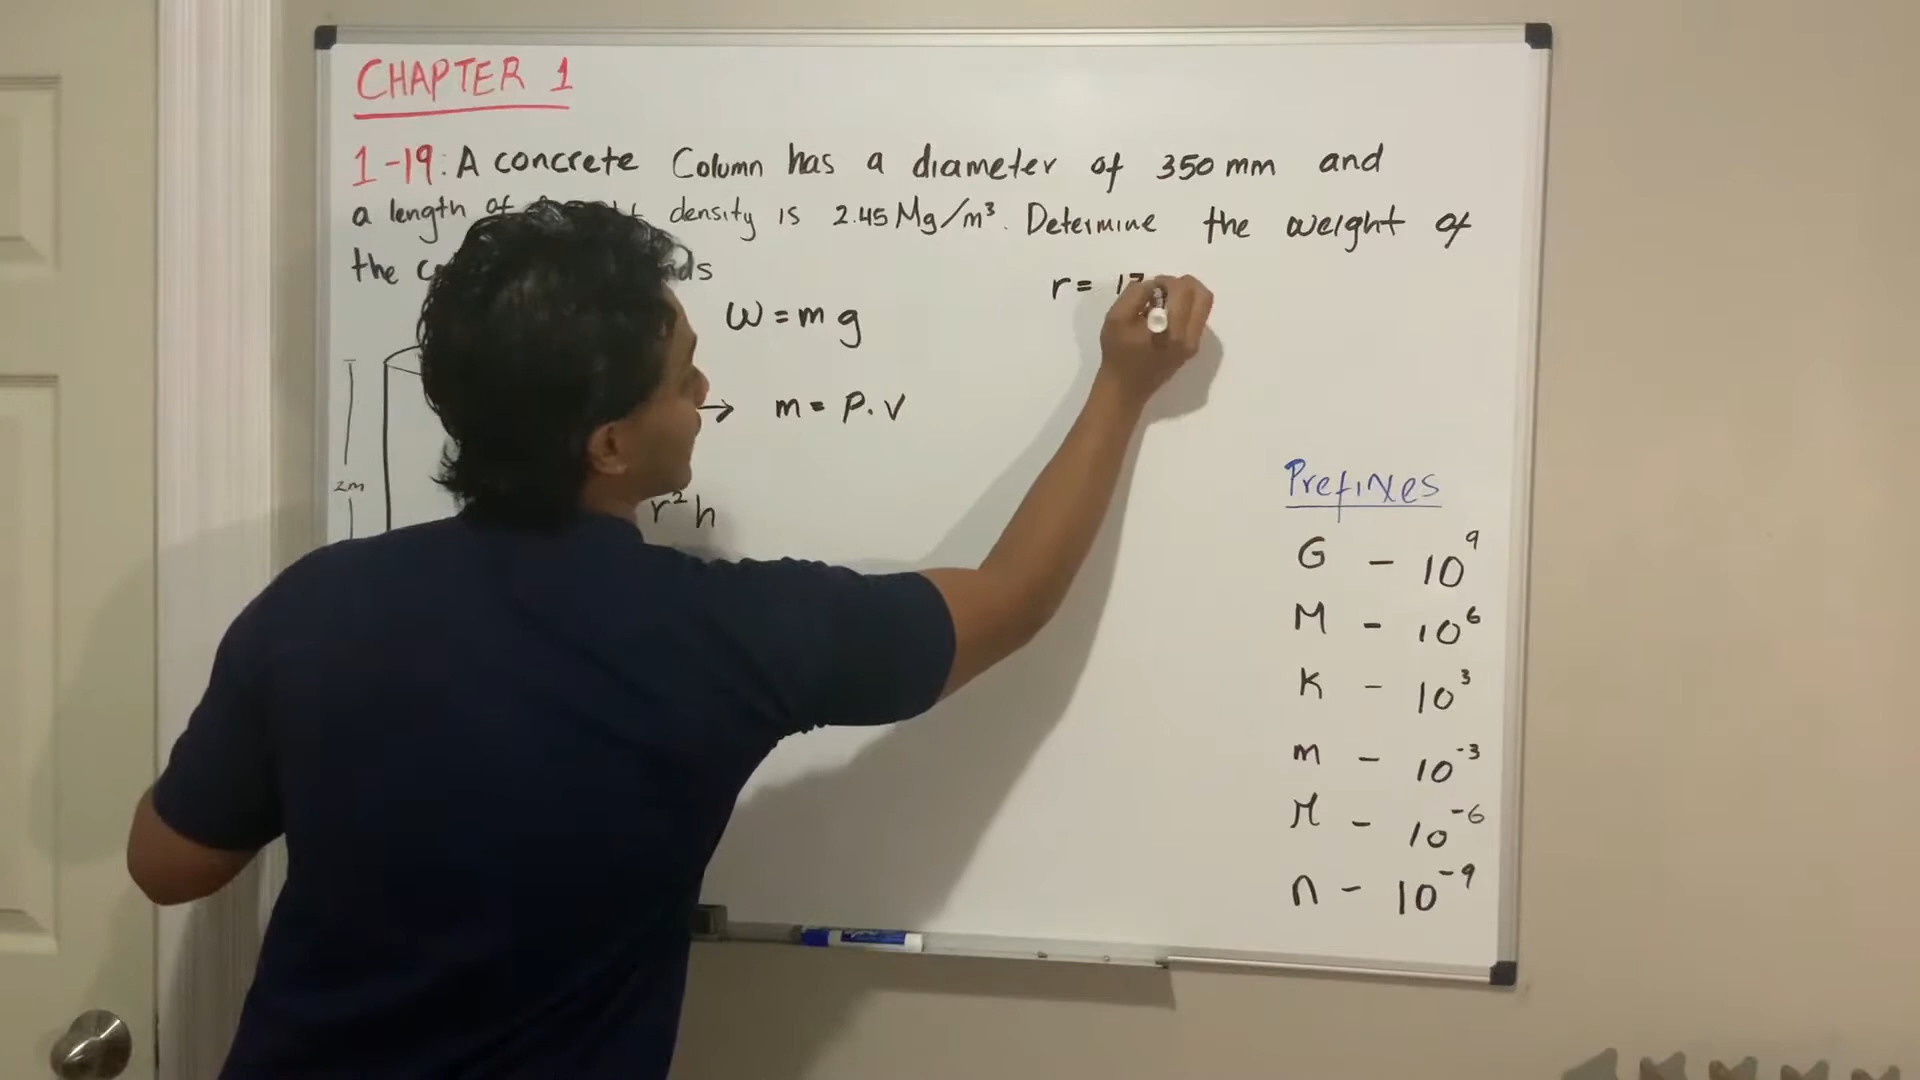 CHAPTER 1
1-19: A concrete Column has a diameter of 350 mm and
a length of density is 2.45 Mg/m³. Determine the weight of
the
w = m g
r = 17
→ m = ρ. V
2m
r²h
Prefixes
G - 10⁹
M - 10⁶
K - 10³
m - 10⁻³
μ - 10⁻⁶
n - 10⁻⁹